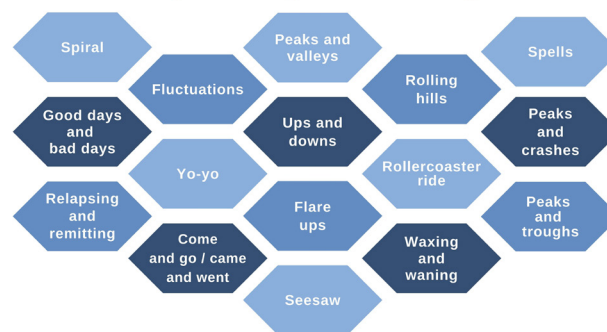 Spiral
Fluctuations
Peaks and
valleys
Rolling
hills
Spells
Good days
and
bad days
Yo-yo
Ups and
downs
Rollercoaster
ride
Peaks
and
crashes
Relapsing
and
remitting
Come
and go / came
and went
Flare
ups
Waxing
and
waning
Peaks
and
troughs
Seesaw